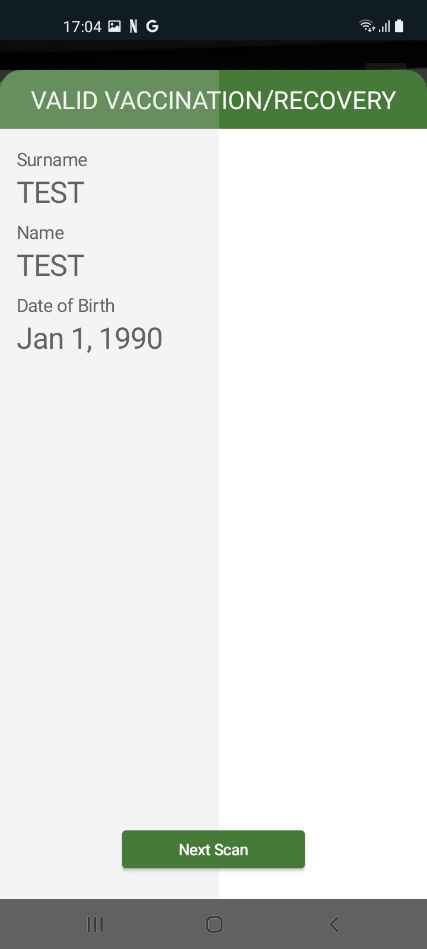 17:04 N G
VALID VACCINATION/RECOVERY
Surname
TEST
Name
TEST
Date of Birth
Jan 1, 1990
Next Scan